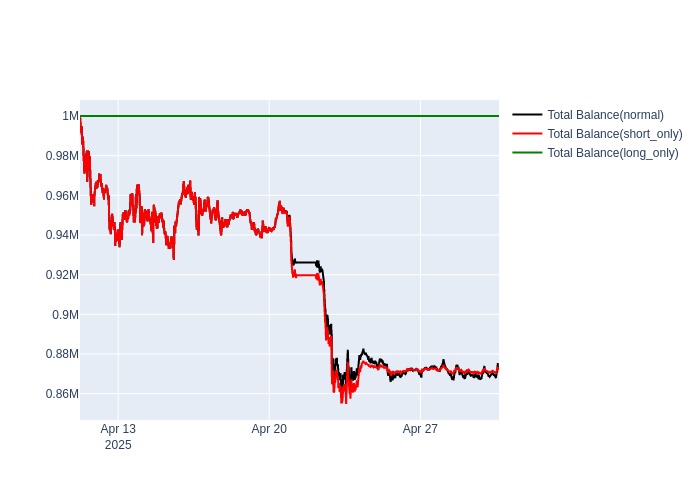 1M
0.98M
0.96M
0.94M
0.92M
0.9M
0.88M
0.86M
Apr 13
2025
Apr 20
Apr 27
Total Balance(normal)
Total Balance(short_only)
Total Balance(long_only)